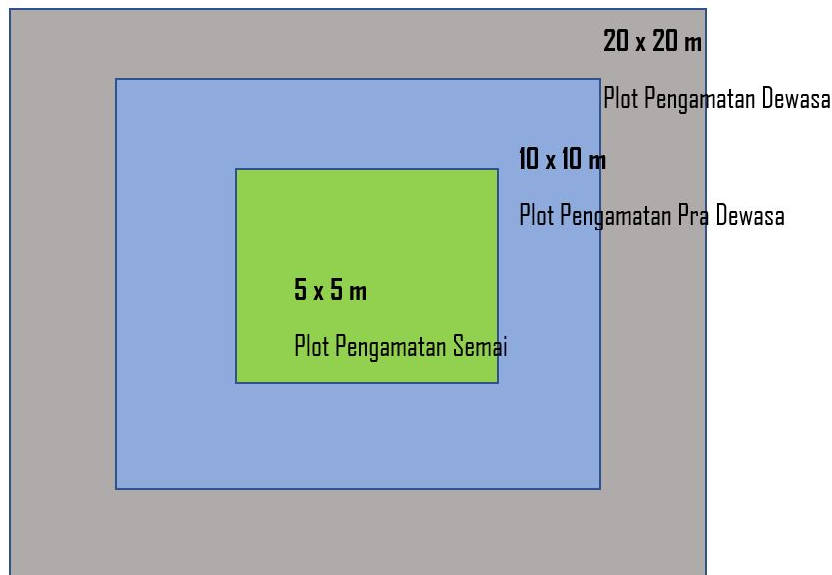 20 x 20 m
Plot Pengamatan Dewasa
10 x 10 m
Plot Pengamatan Pra Dewasa
5 x 5 m
Plot Pengamatan Semai